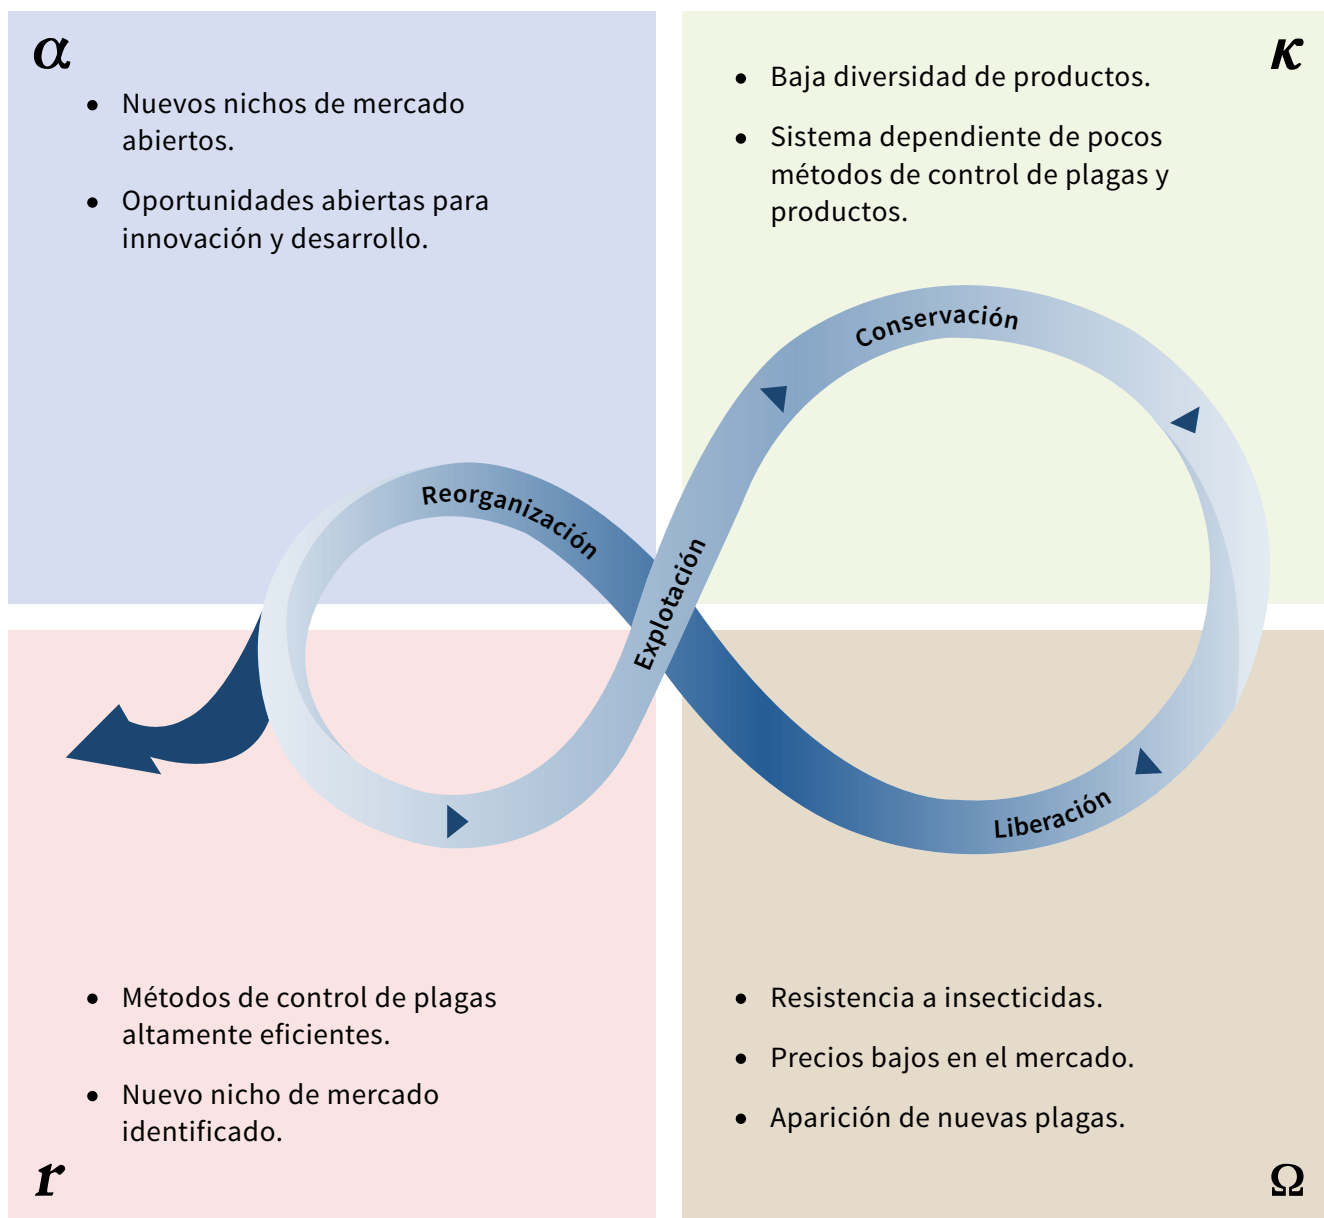 α
• Nuevos nichos de mercado
abiertos.
• Oportunidades abiertas para
innovación y desarrollo.
κ
• Baja diversidad de productos.
• Sistema dependiente de pocos
métodos de control de plagas y
productos.
Conservación
Reorganización
Explotación
Liberación
• Métodos de control de plagas
altamente eficientes.
• Nuevo nicho de mercado
identificado.
r
• Resistencia a insecticidas.
• Precios bajos en el mercado.
• Aparición de nuevas plagas.
Ω